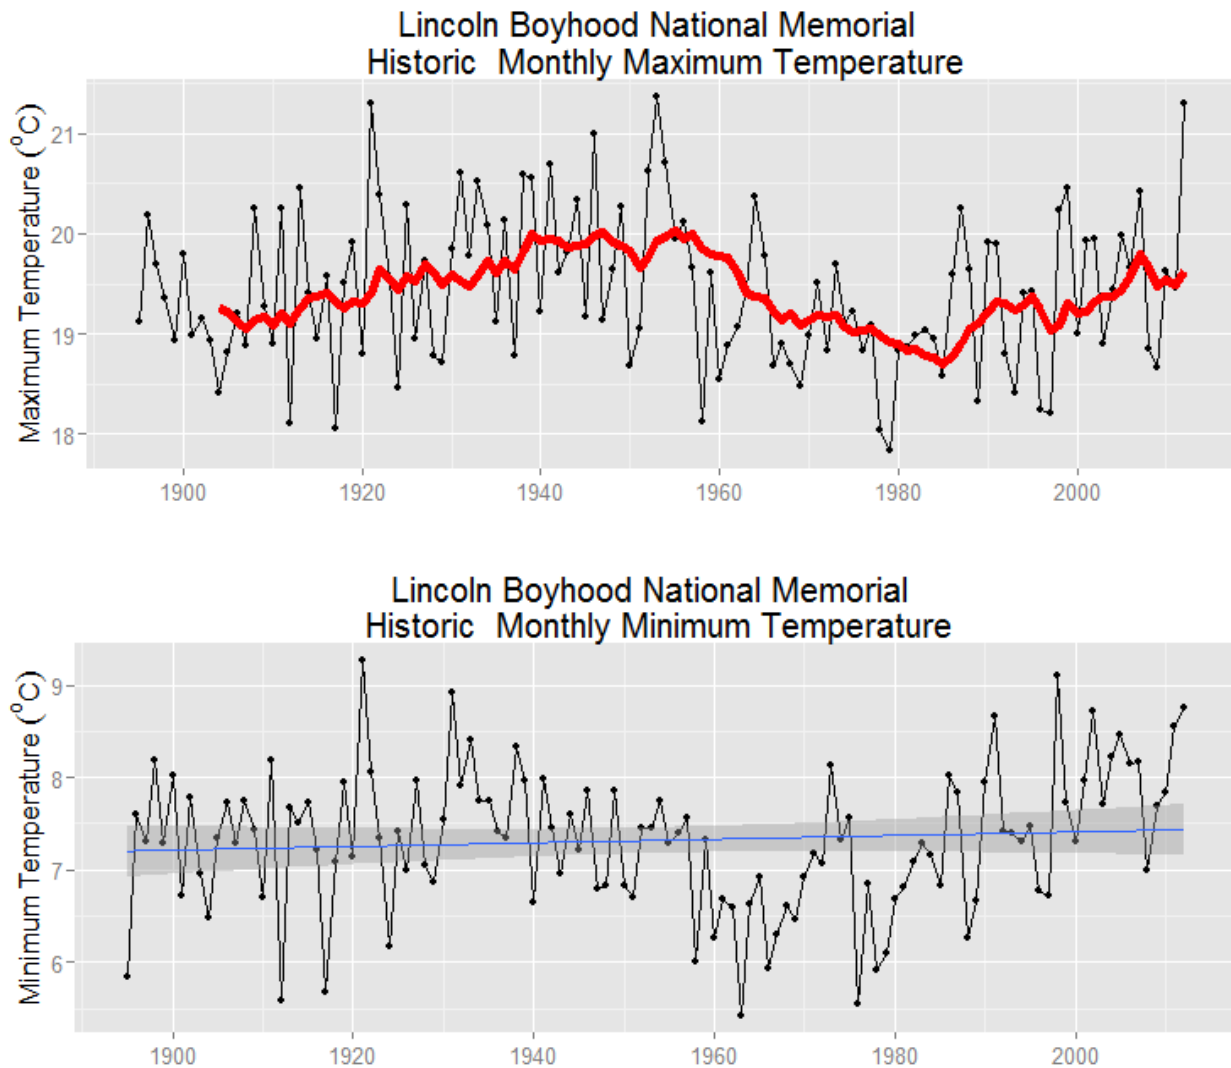 Lincoln Boyhood National Memorial
Historic  Monthly Maximum Temperature
Maximum Temperature (⁰C)
21
20
19
18
1900 1920 1940 1960 1980 2000
Lincoln Boyhood National Memorial
Historic  Monthly Minimum Temperature
Minimum Temperature (⁰C)
9
8
7
6
1900 1920 1940 1960 1980 2000